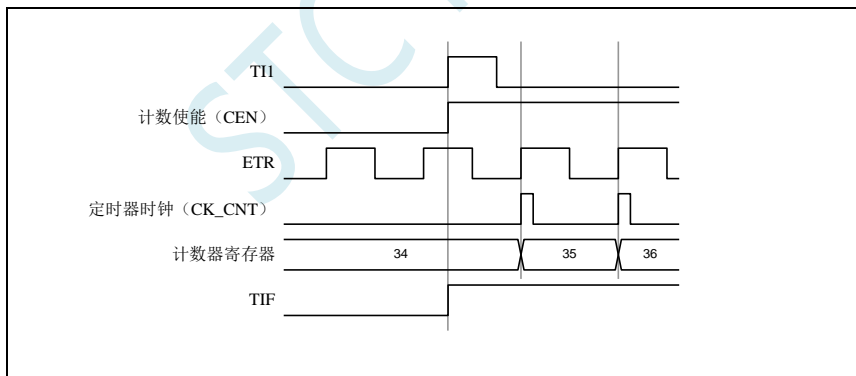 STC
TI1
计数使能（CEN）
ETR
定时器时钟（CK_CNT）
计数器寄存器
34
35
36
TIF